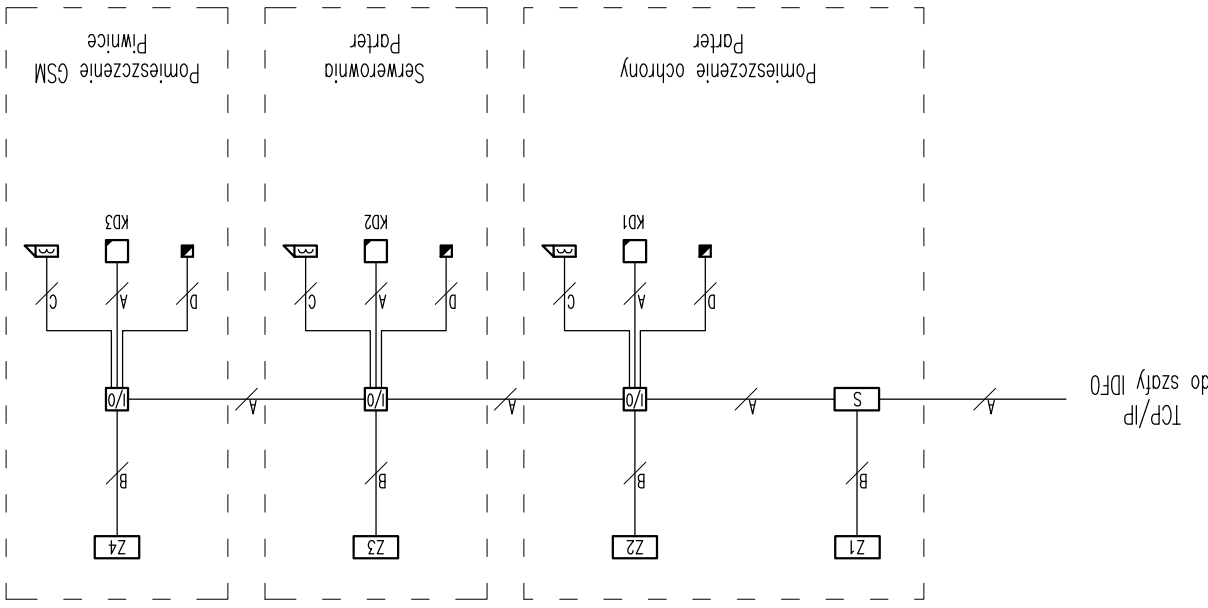 Z1
Z2
Z3
Z4
B
B
B
B
TCP/IP
do szafy IDF0
A
S
A
I/O
A
I/O
A
I/O
D
A
C
D
A
C
D
A
C
KD1
KD2
KD3
Pomieszczenie ochrony
Parter
Serwerownia
Parter
Pomieszczenie GSM
Piwnice